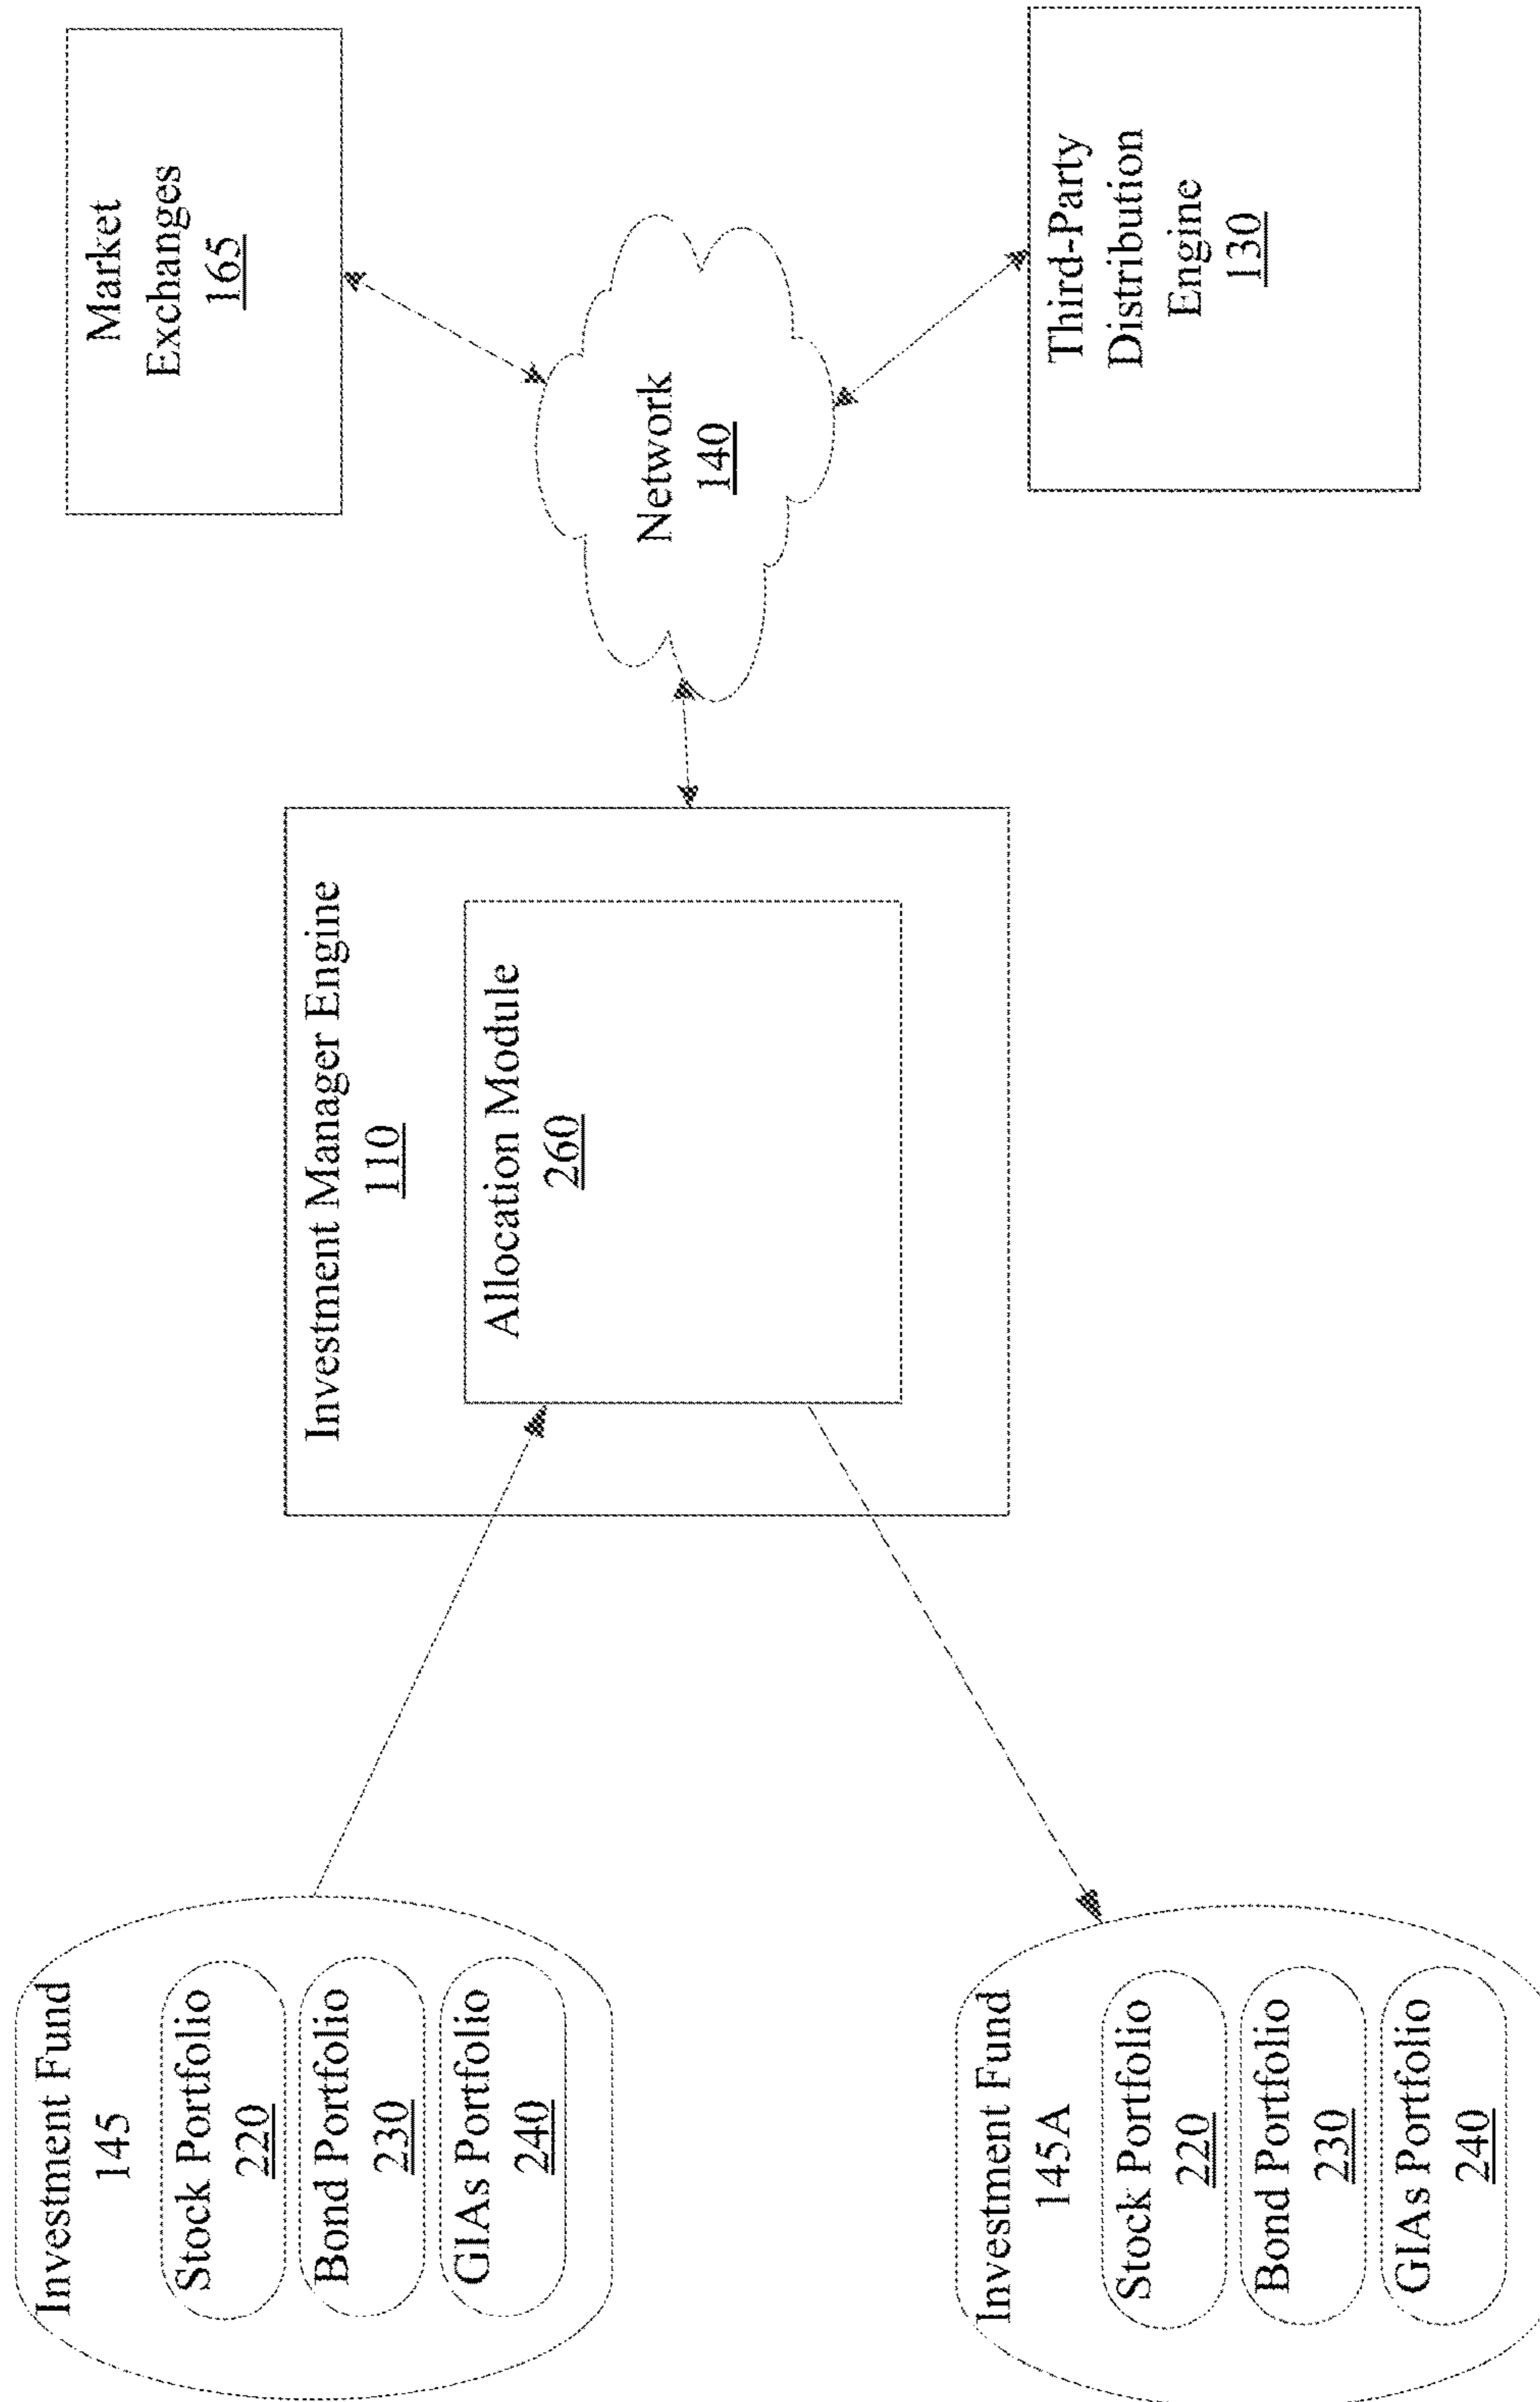 Investment Fund
145
Stock Portfolio
220
Bond Portfolio
230
GIAs Portfolio
240
Investment Manager Engine
110
Allocation Module
260
Market
Exchanges
165
Network
140
Investment Fund
145A
Stock Portfolio
220
Bond Portfolio
230
GIAs Portfolio
240
Third-Party
Distribution
Engine
130